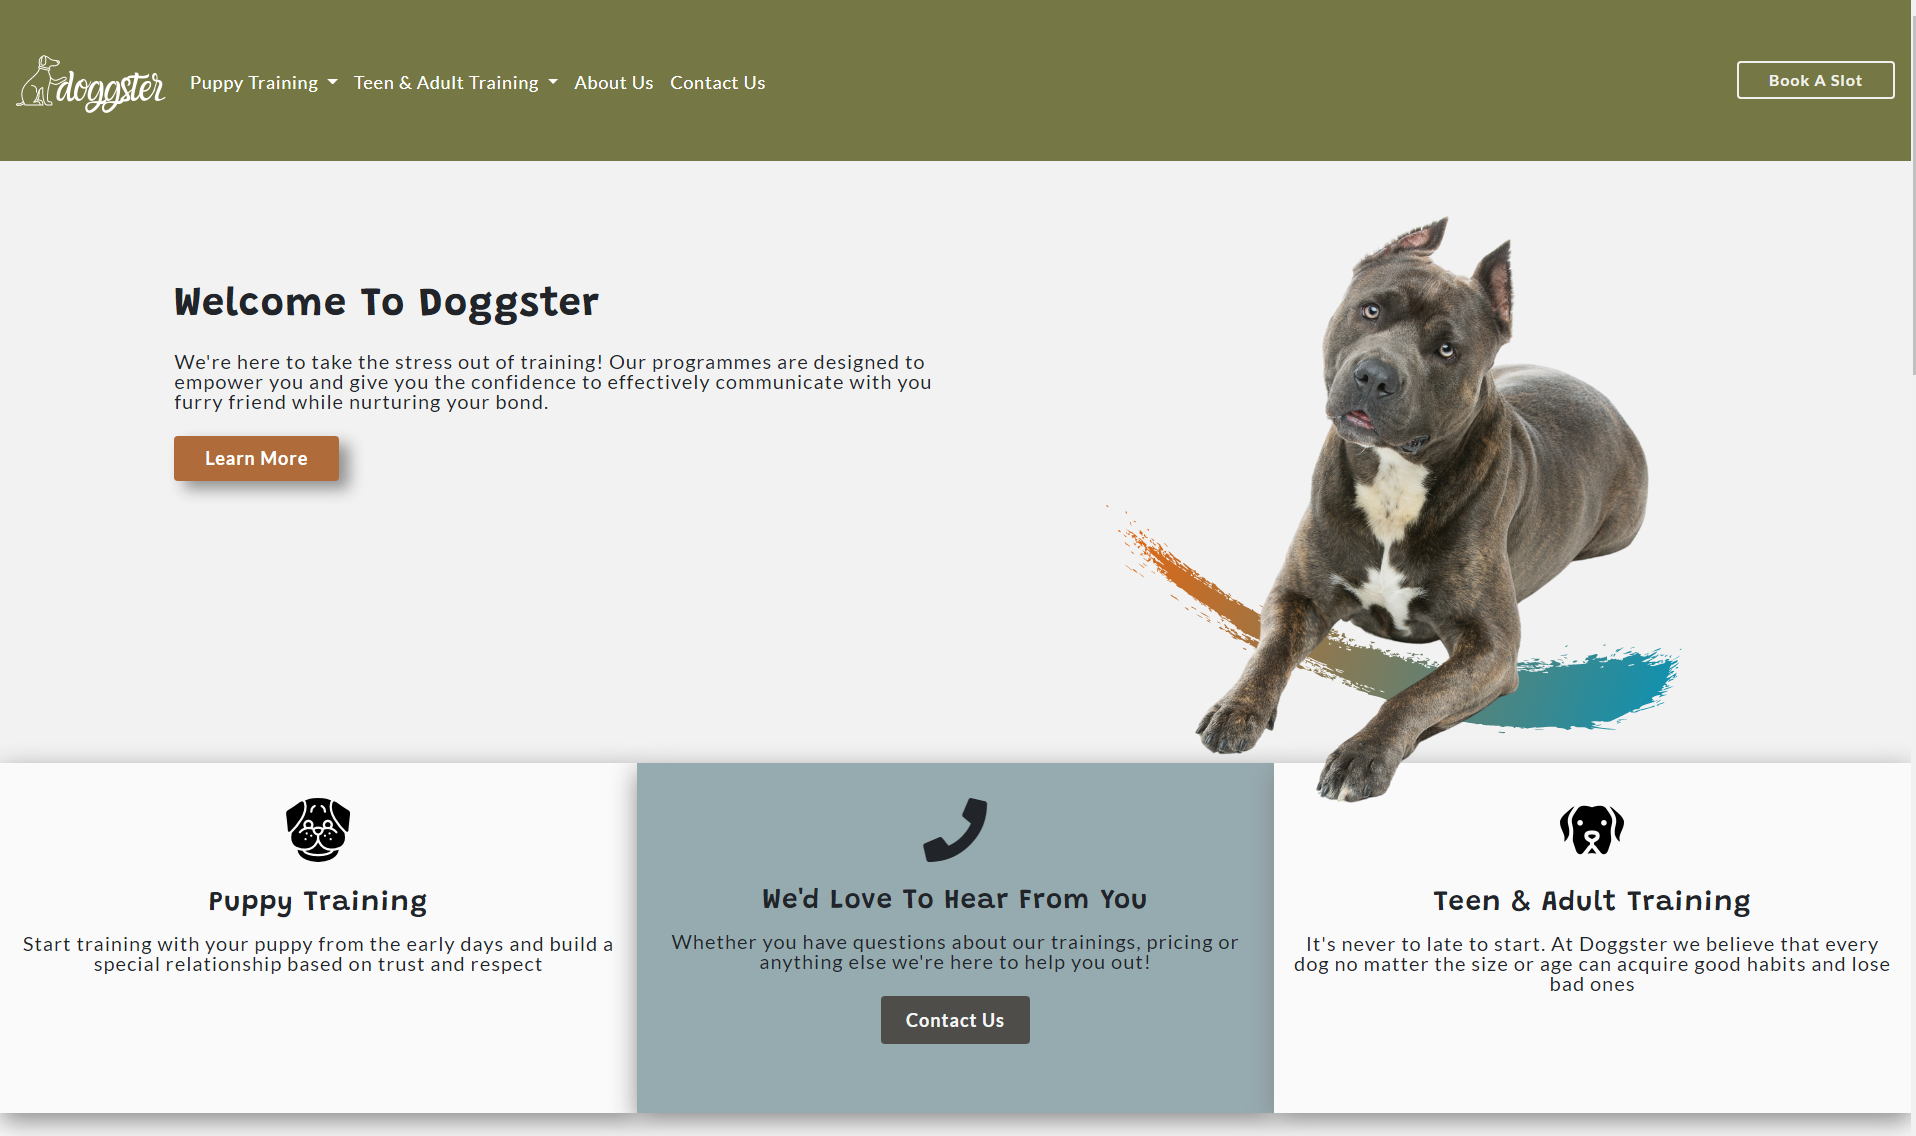 doggster
Puppy Training
Teen & Adult Training
About Us
Contact Us
Book A Slot
Welcome To Doggster
We're here to take the stress out of training! Our programmes are designed to
empower you and give you the confidence to effectively communicate with you
furry friend while nurturing your bond.
Learn More
Puppy Training
Start training with your puppy from the early days and build a
special relationship based on trust and respect
We'd Love To Hear From You
Whether you have questions about our trainings, pricing or
anything else we're here to help you out!
Contact Us
Teen & Adult Training
It's never to late to start. At Doggster we believe that every
dog no matter the size or age can acquire good habits and lose
bad ones